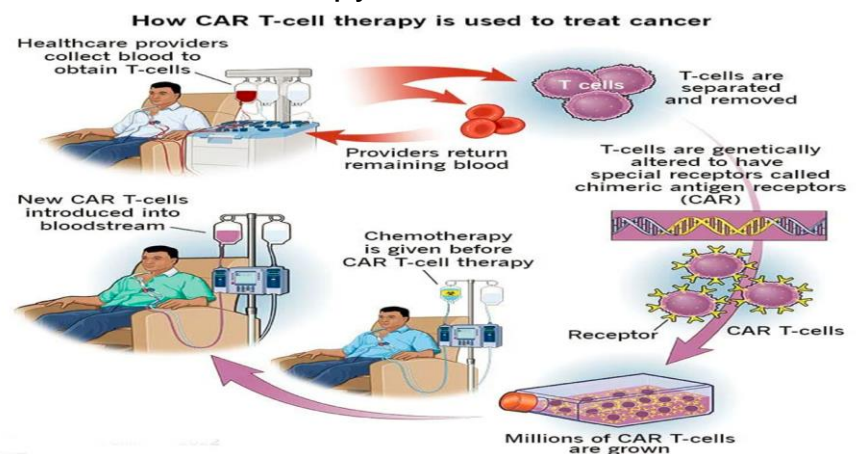 How CAR T-cell therapy is used to treat cancer
Healthcare providers
collect blood to
obtain T-cells
T cells
T-cells are
separated
and removed
Providers return
remaining blood
T-cells are genetically
altered to have
special receptors called
chimeric antigen receptors
(CAR)
New CAR T-cells
introduced into
bloodstream
Chemotherapy
is given before
CAR T-cell therapy
Receptor
CAR T-cells
Millions of CAR T-cells
are grown